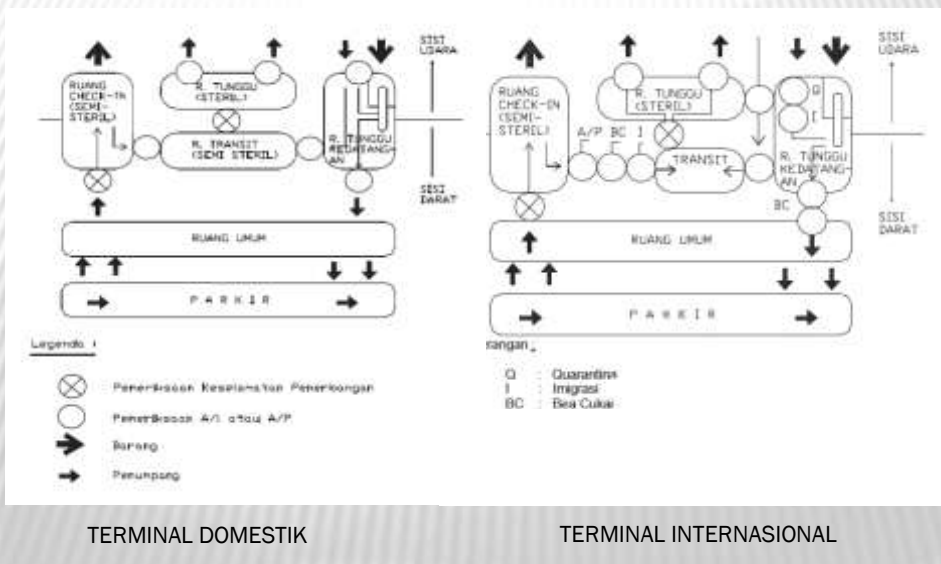 RUANG
CHECK-IN
(SEMI-
STERIL)
R. TUNGGU
(STERIL)
R. TRANSIT
(SEMI STERIL)
R. TUNGGU
KEDATANG-
AN
SISI
UDARA
SISI
DARAT
RUANG UMUM
PARKIR
Legenda :
Pemeriksaan Keselamatan Penerbangan
Pemeriksaan A/I atau A/P
Barang
Penumpang
TERMINAL DOMESTIK
RUANG
CHECK-IN
(SEMI-
STERIL)
A/P BC I
R. TUNGGU
(STERIL)
TRANSIT
Q
I
R. TUNGGU
KEDATANG-
AN
BC
SISI
UDARA
SISI
DARAT
RUANG UMUM
PARKIR
rangan :
Q : Quarantine
I : Imigrasi
BC : Bea Cukai
TERMINAL INTERNASIONAL